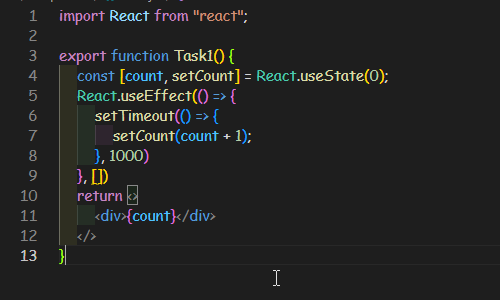 1 import React from "react";
2
3 export function Task1() {
4 const [count, setCount] = React.useState(0);
5 React.useEffect(() => {
6 setTimeout(() => {
7 setCount(count + 1);
8 }, 1000)
9 }, [])
10 return <>
11 <div>{count}</div>
12 </>
13 }